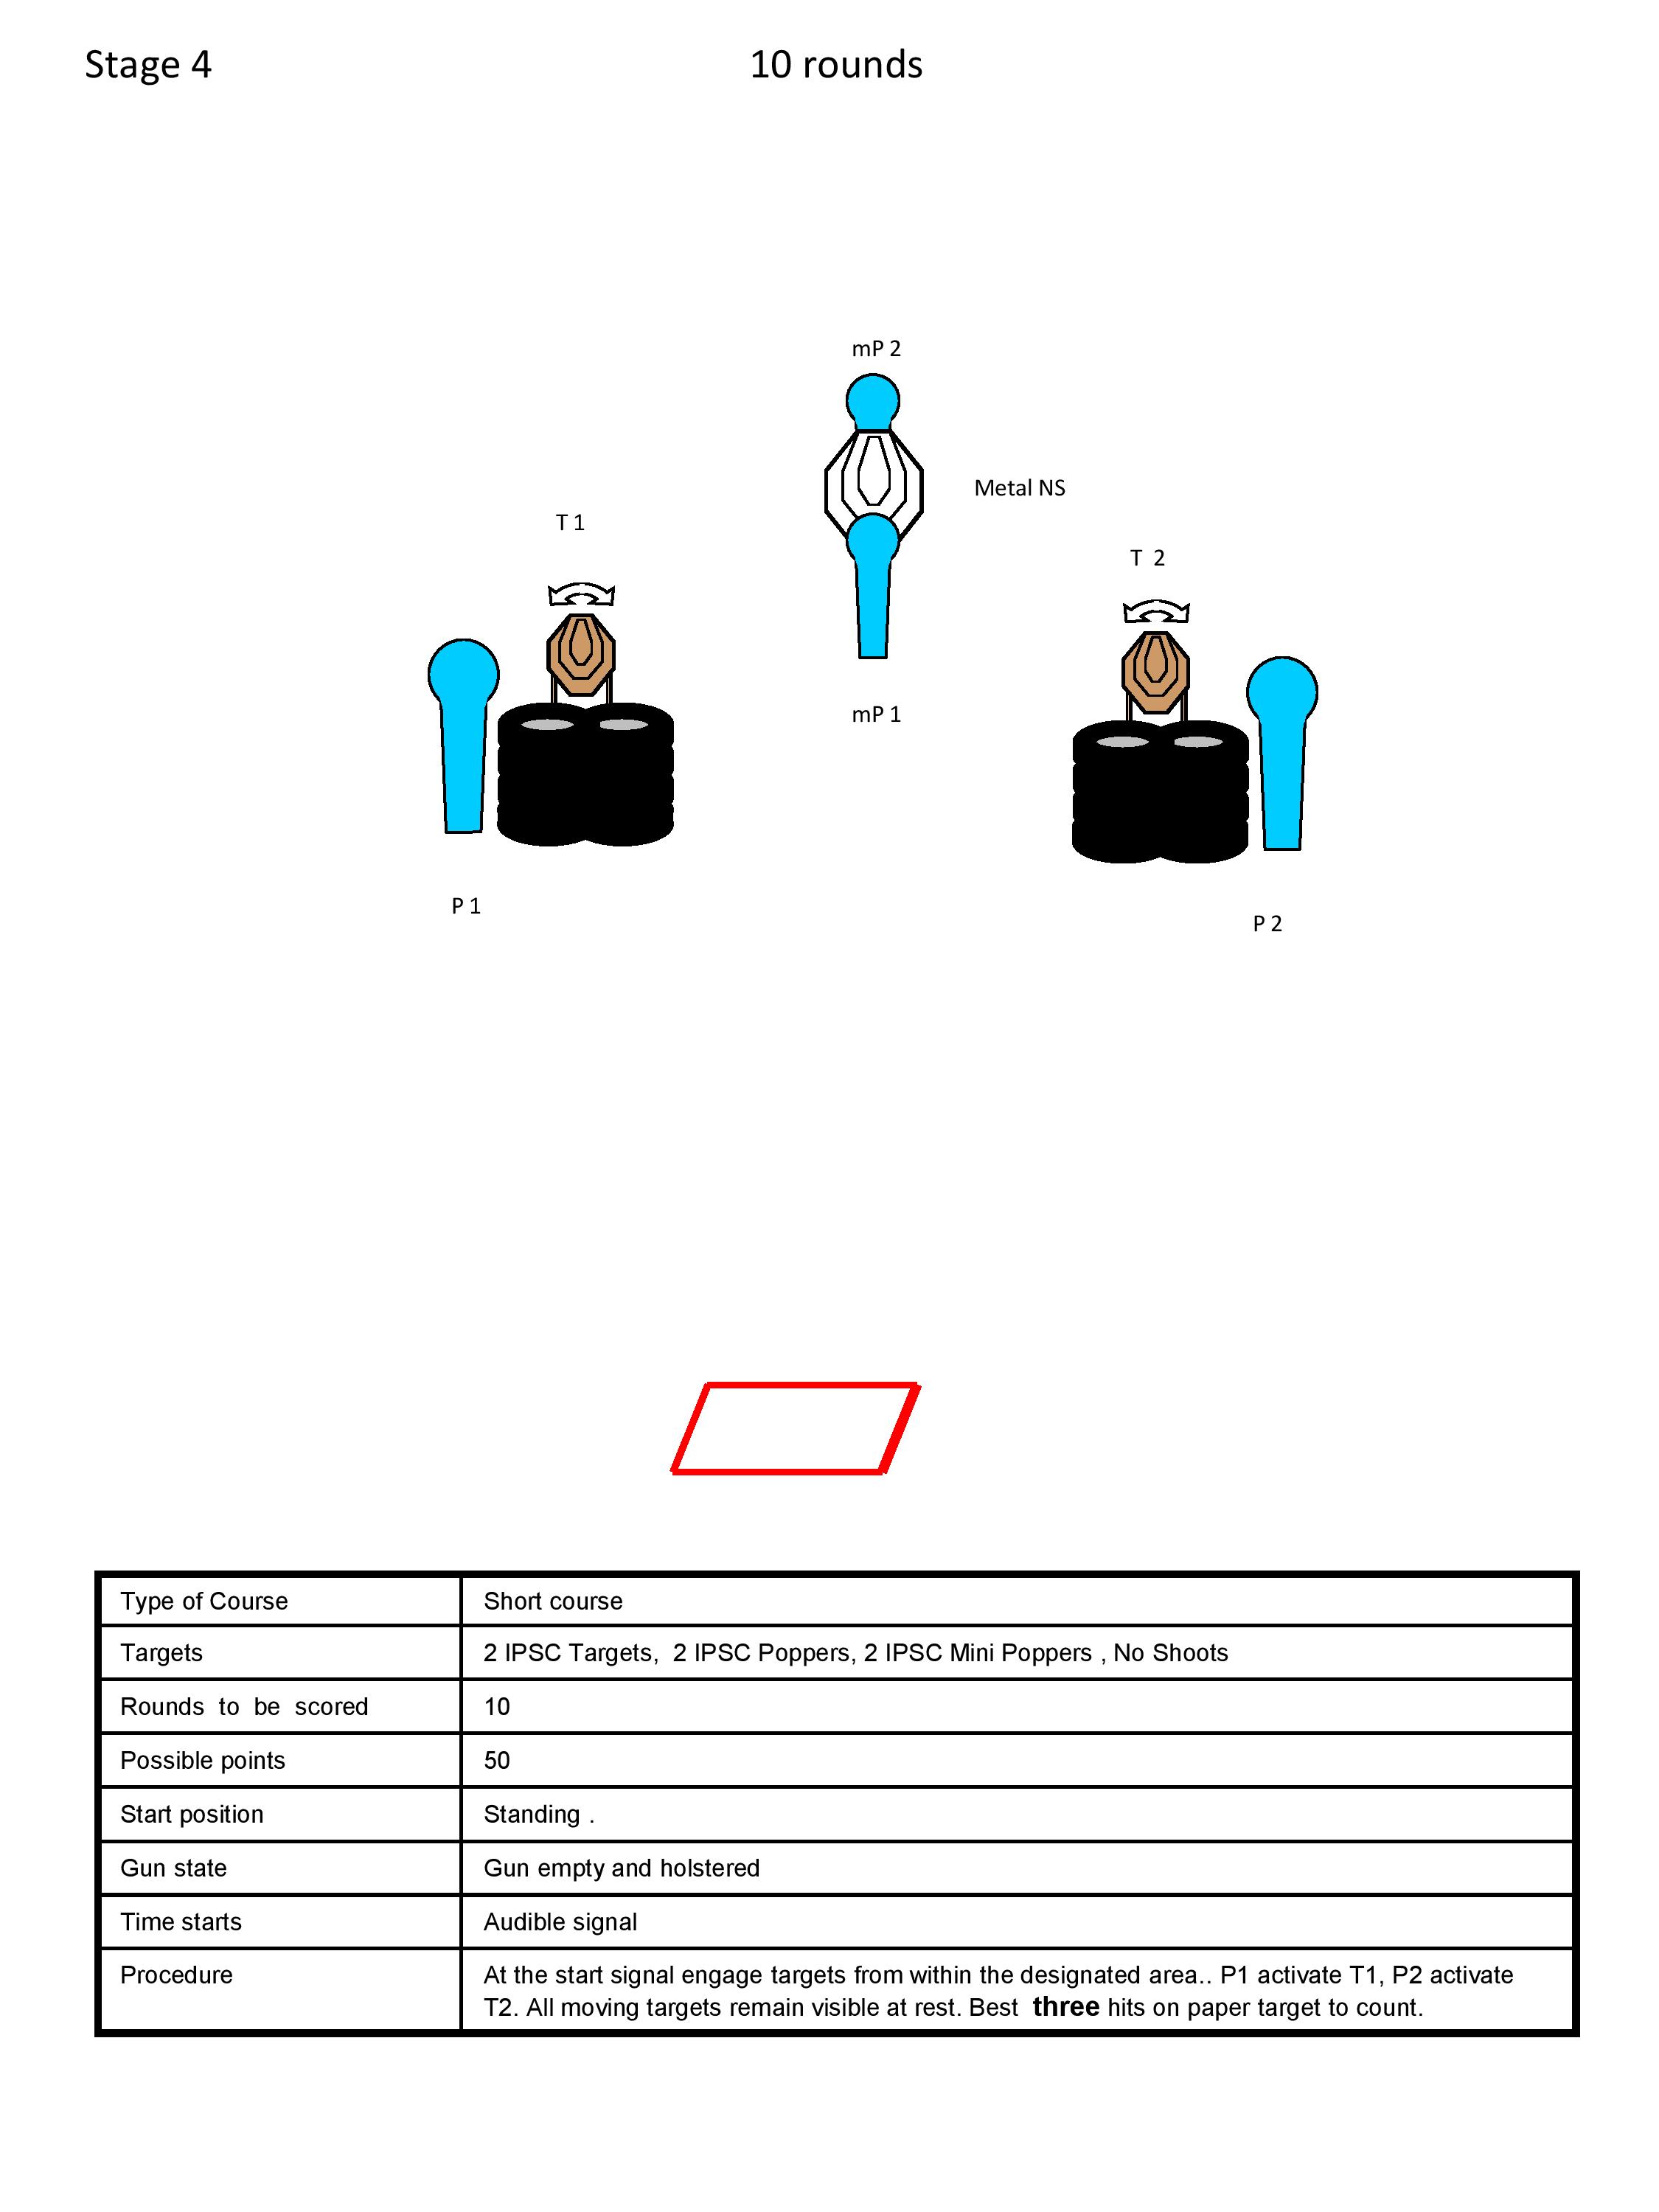 Stage 4 10 rounds
mP 2
Metal NS
T 1
T 2
mP 1
P 1
P 2
Type of Course Short course
Targets 2 IPSC Targets, 2 IPSC Poppers, 2 IPSC Mini Poppers , No Shoots
Rounds to be scored 10
Possible points 50
Start position Standing .
Gun state Gun empty and holstered
Time starts Audible signal
Procedure At the start signal engage targets from within the designated area.. P1 activate T1, P2 activate
T2. All moving targets remain visible at rest. Best three hits on paper target to count.